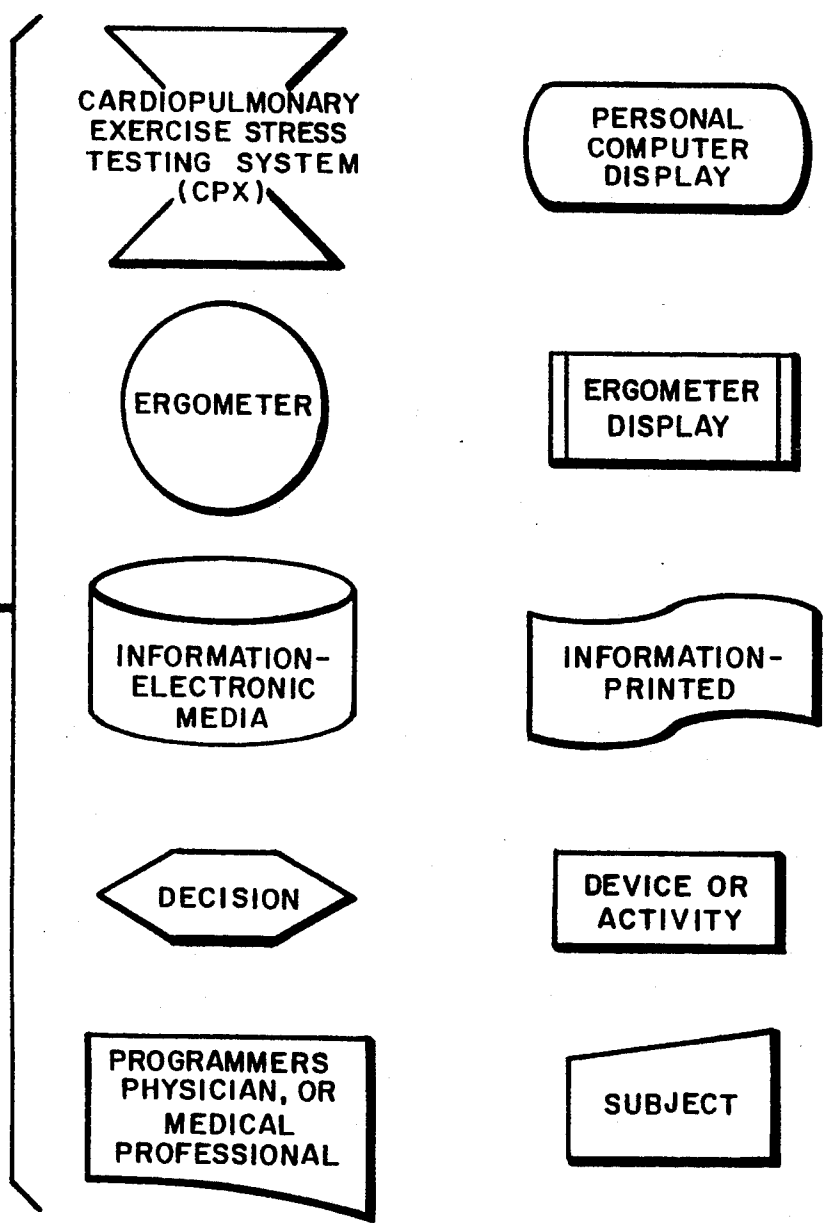 CARDIOPULMONARY
EXERCISE STRESS
TESTING SYSTEM
(CPX)
PERSONAL
COMPUTER
DISPLAY
ERGOMETER
ERGOMETER
DISPLAY
INFORMATION-
ELECTRONIC
MEDIA
INFORMATION-
PRINTED
DECISION
DEVICE OR
ACTIVITY
PROGRAMMERS
PHYSICIAN, OR
MEDICAL
PROFESSIONAL
SUBJECT